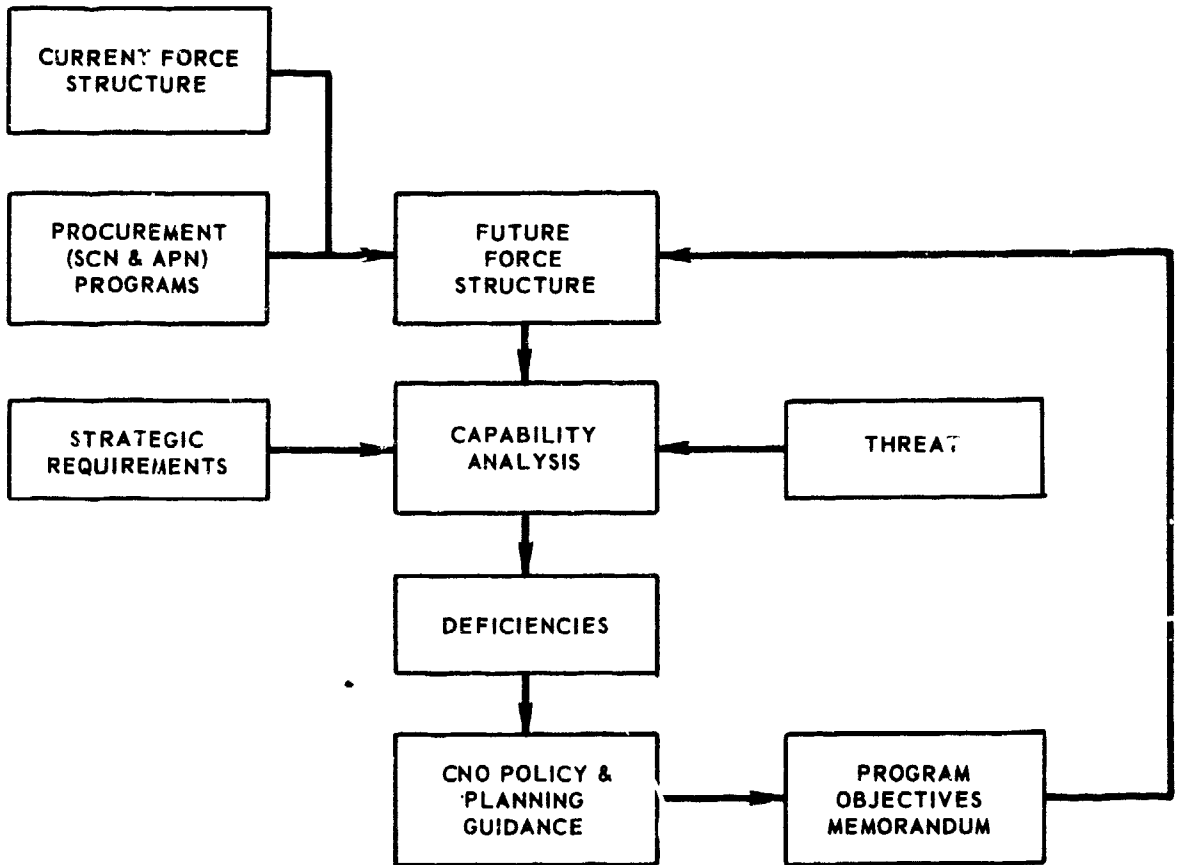 CURRENT FORCE
STRUCTURE
PROCUREMENT
(SCN & APN)
PROGRAMS
FUTURE
FORCE
STRUCTURE
STRATEGIC
REQUIREMENTS
CAPABILITY
ANALYSIS
THREAT
DEFICIENCIES
CNO POLICY &
PLANNING
GUIDANCE
PROGRAM
OBJECTIVES
MEMORANDUM